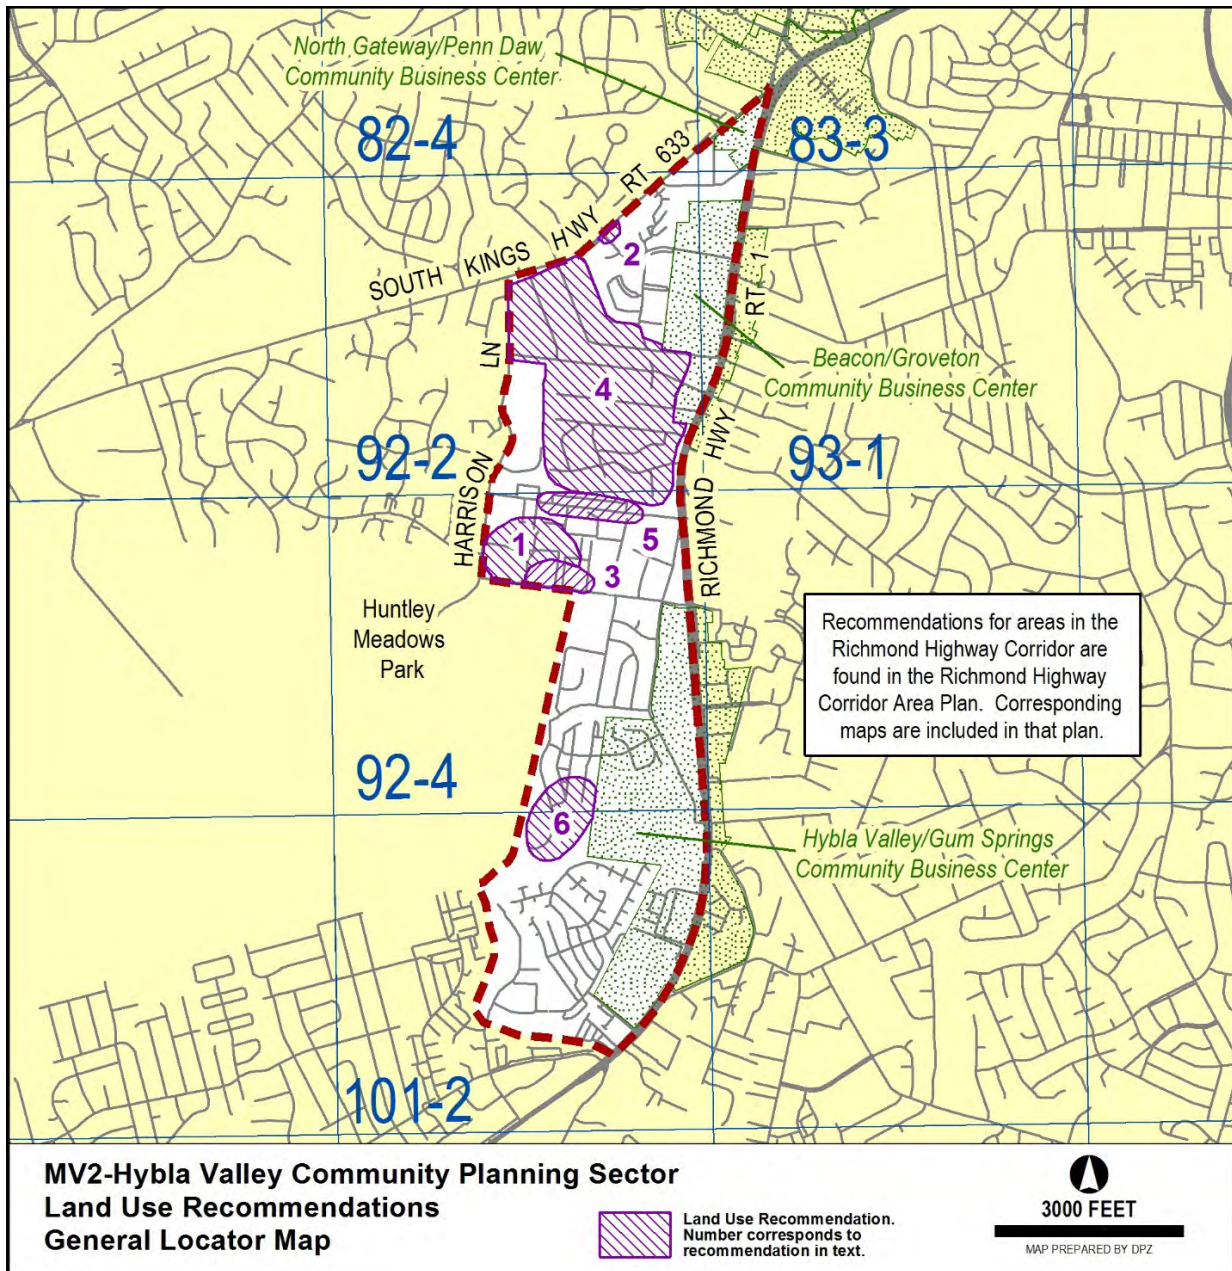 North Gateway/Penn Daw
Community Business Center
82-4
83-3
RT 633
SOUTH KINGS HWY
2
RT 1
LN
4
Beacon/Groveton
Community Business Center
92-2
93-1
HARRISON
RICHMOND HWY
1
5
3
Huntley
Meadows
Park
Recommendations for areas in the
Richmond Highway Corridor are
found in the Richmond Highway
Corridor Area Plan. Corresponding
maps are included in that plan.
92-4
6
Hybla Valley/Gum Springs
Community Business Center
101-2
MV2-Hybla Valley Community Planning Sector
Land Use Recommendations
General Locator Map
Land Use Recommendation.
Number corresponds to
recommendation in text.
3000 FEET
MAP PREPARED BY DPZ